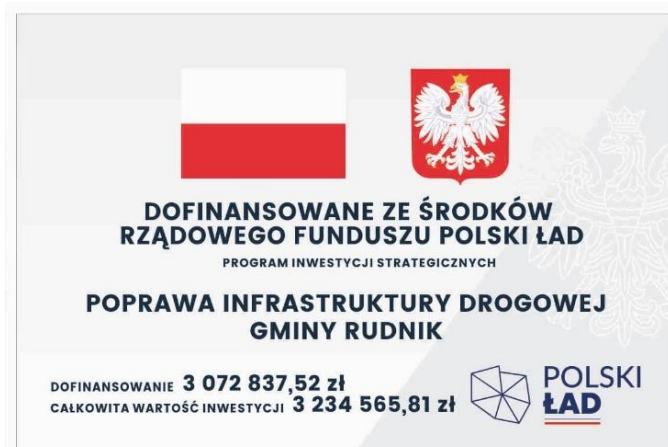 DOFINANSOWANE ZE ŚRODKÓW
RZĄDOWEGO FUNDUSZU POLSKI ŁAD
PROGRAM INWESTYCJI STRATEGICZNYCH
POPRAWA INFRASTRUKTURY DROGOWEJ
GMINY RUDNIK
DOFINANSOWANIE 3 072 837,52 zł
CAŁKOWITA WARTOŚĆ INWESTYCJI 3 234 565,81 zł
POLSKI
ŁAD